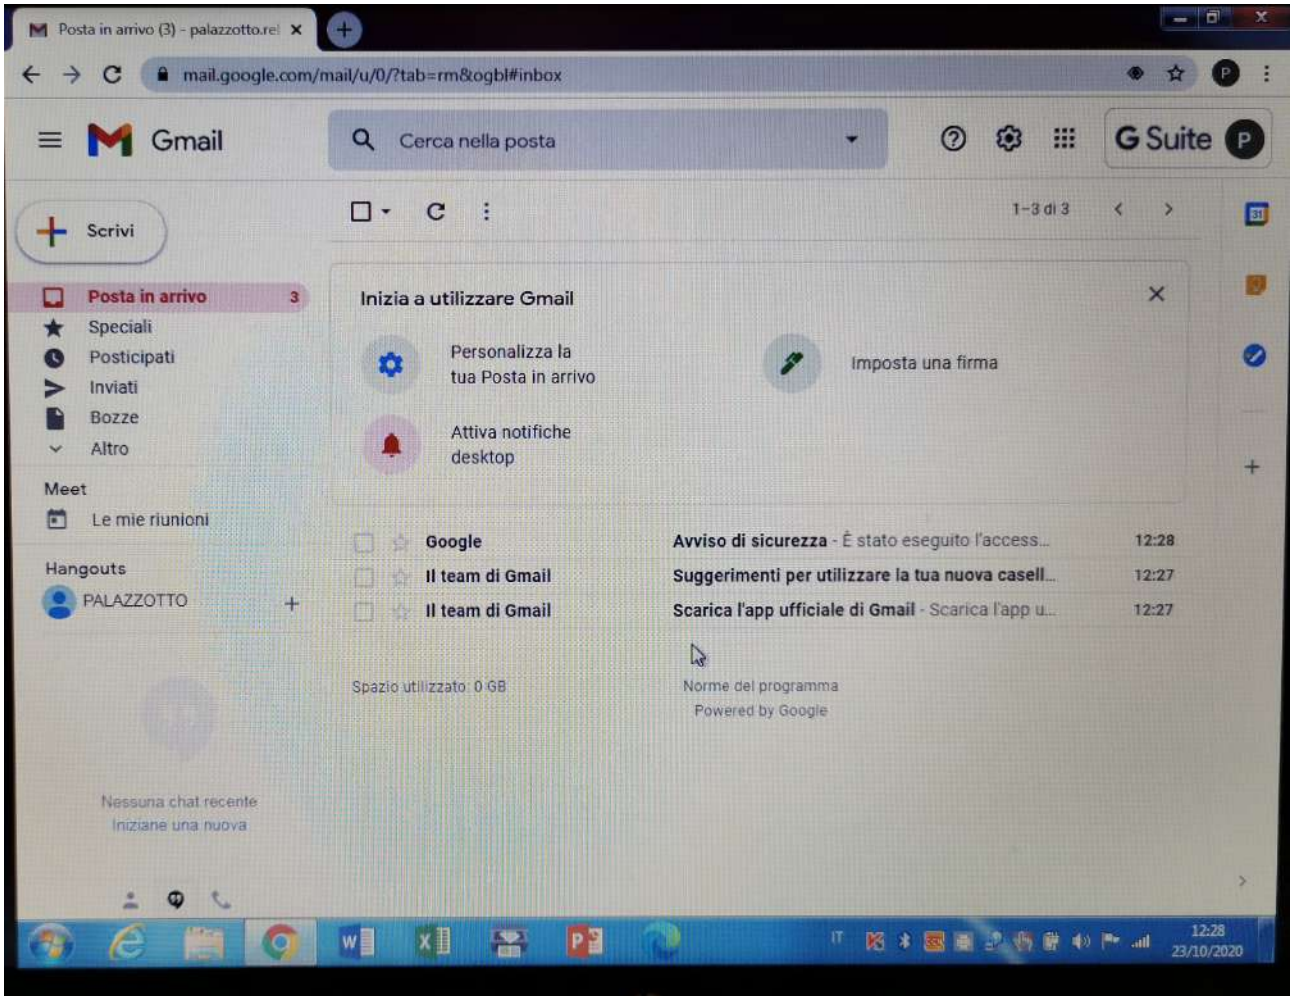 Posta in arrivo (3) - palazzotto.rel
mail.google.com/mail/u/0/?tab=rm&ogbl#inbox
P
Gmail
Cerca nella posta
G Suite
P
Scrivi
1-3 di 3
31
Posta in arrivo 3
Speciali
Posticipati
Inviati
Bozze
Altro
Meet
Le mie riunioni
Hangouts
PALAZZOTTO
Nessuna chat recente
Iniziane una nuova
Inizia a utilizzare Gmail
Personalizza la
tua Posta in arrivo
Imposta una firma
Attiva notifiche
desktop
Google Avviso di sicurezza - È stato eseguito l'access... 12:28
Il team di Gmail Suggerimenti per utilizzare la tua nuova casell... 12:27
Il team di Gmail Scarica l'app ufficiale di Gmail - Scarica l'app u... 12:27
Spazio utilizzato: 0 GB
Norme del programma
Powered by Google
IT
12:28
23/10/2020